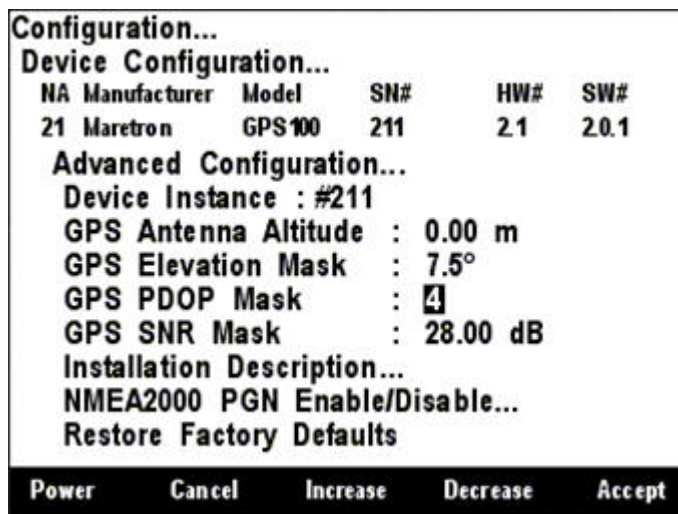 Configuration...
Device Configuration...
NA Manufacturer Model SN# HW# SW#
21 Maretron GPS100 211 2.1 2.0.1
Advanced Configuration...
Device Instance : #211
GPS Antenna Altitude : 0.00 m
GPS Elevation Mask : 7.5°
GPS PDOP Mask : 4
GPS SNR Mask : 28.00 dB
Installation Description...
NMEA2000 PGN Enable/Disable...
Restore Factory Defaults
Power Cancel Increase Decrease Accept